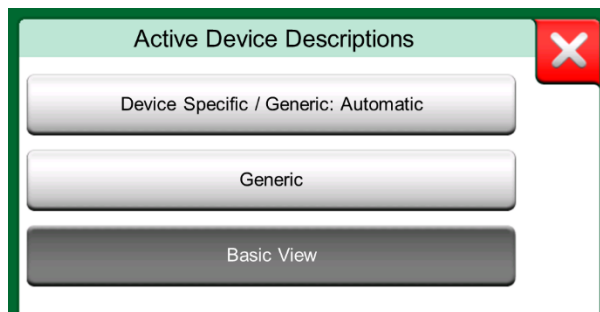 Active Device Descriptions
Device Specific / Generic: Automatic
Generic
Basic View